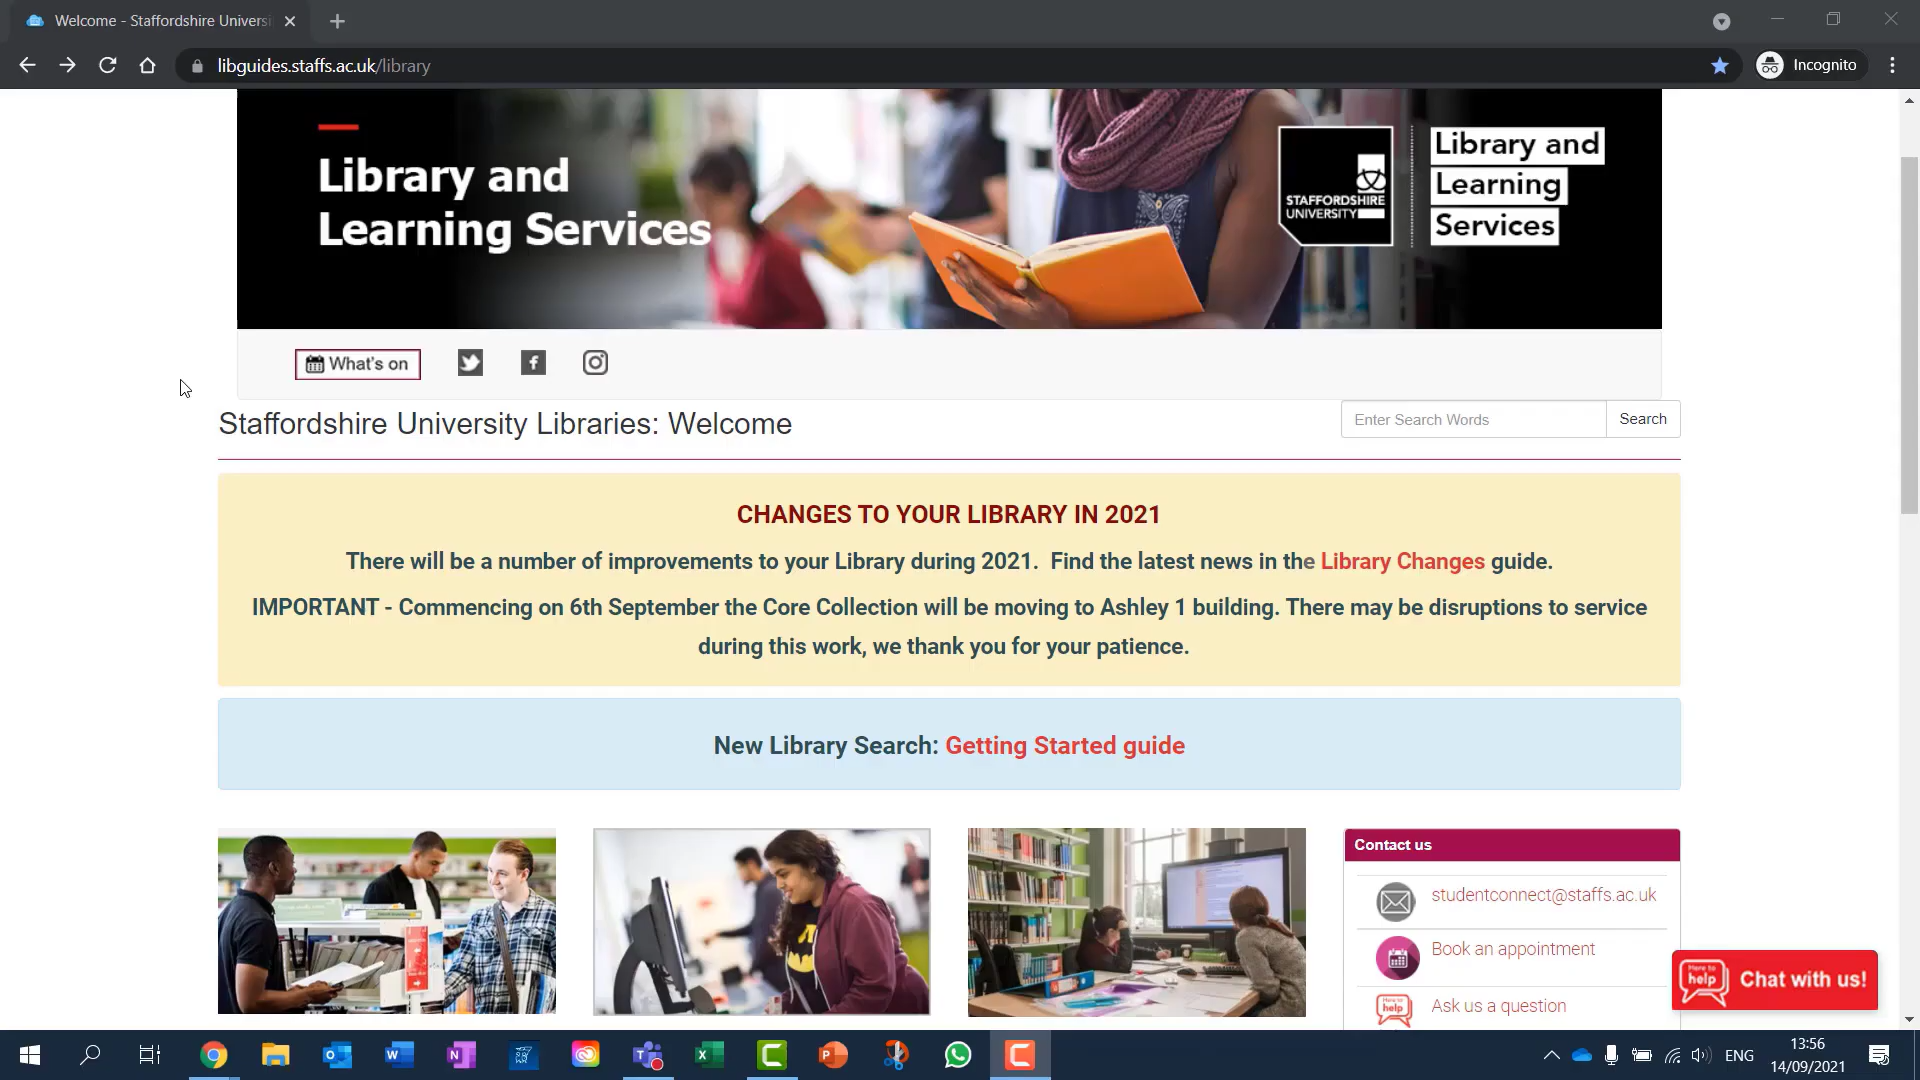 Welcome - Staffordshire Universi
libguides.staffs.ac.uk/library
Incognito
Library and
Learning Services
STAFFORDSHIRE
UNIVERSITY
Library and
Learning
Services
What's on
Staffordshire University Libraries: Welcome
Enter Search Words
Search
CHANGES TO YOUR LIBRARY IN 2021
There will be a number of improvements to your Library during 2021. Find the latest news in the Library Changes guide.
IMPORTANT - Commencing on 6th September the Core Collection will be moving to Ashley 1 building. There may be disruptions to service
during this work, we thank you for your patience.
New Library Search: Getting Started guide
Contact us
studentconnect@staffs.ac.uk
Book an appointment
Here to
help
Ask us a question
Here to
help
Chat with us!
ENG
13:56
14/09/2021